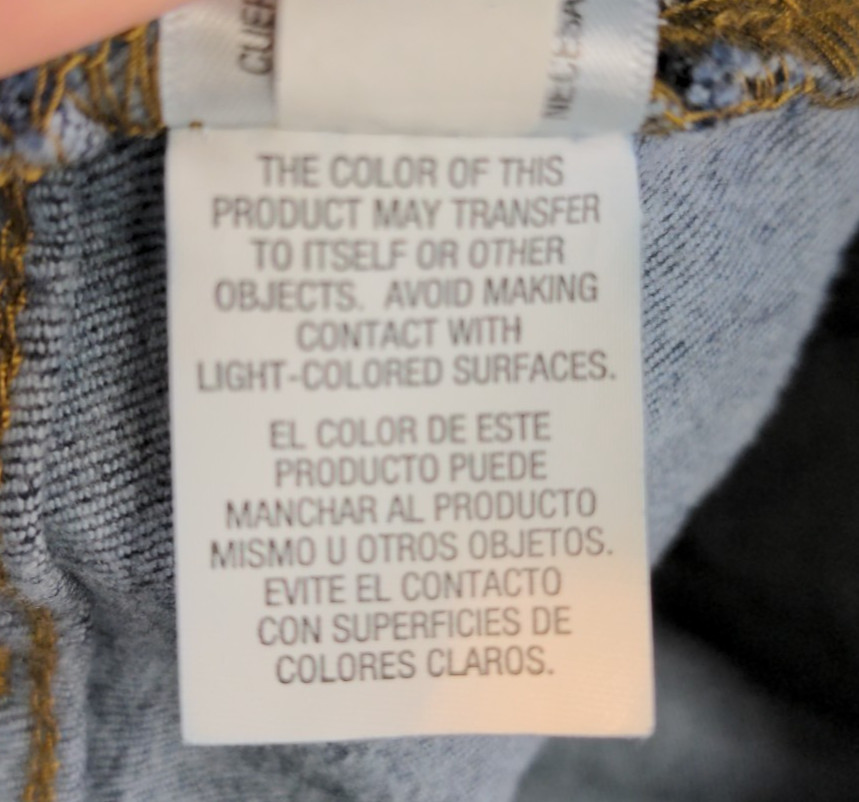 THE COLOR OF THIS
PRODUCT MAY TRANSFER
TO ITSELF OR OTHER
OBJECTS. AVOID MAKING
CONTACT WITH
LIGHT-COLORED SURFACES.
EL COLOR DE ESTE
PRODUCTO PUEDE
MANCHAR AL PRODUCTO
MISMO U OTROS OBJETOS.
EVITE EL CONTACTO
CON SUPERFICIES DE
COLORES CLAROS.